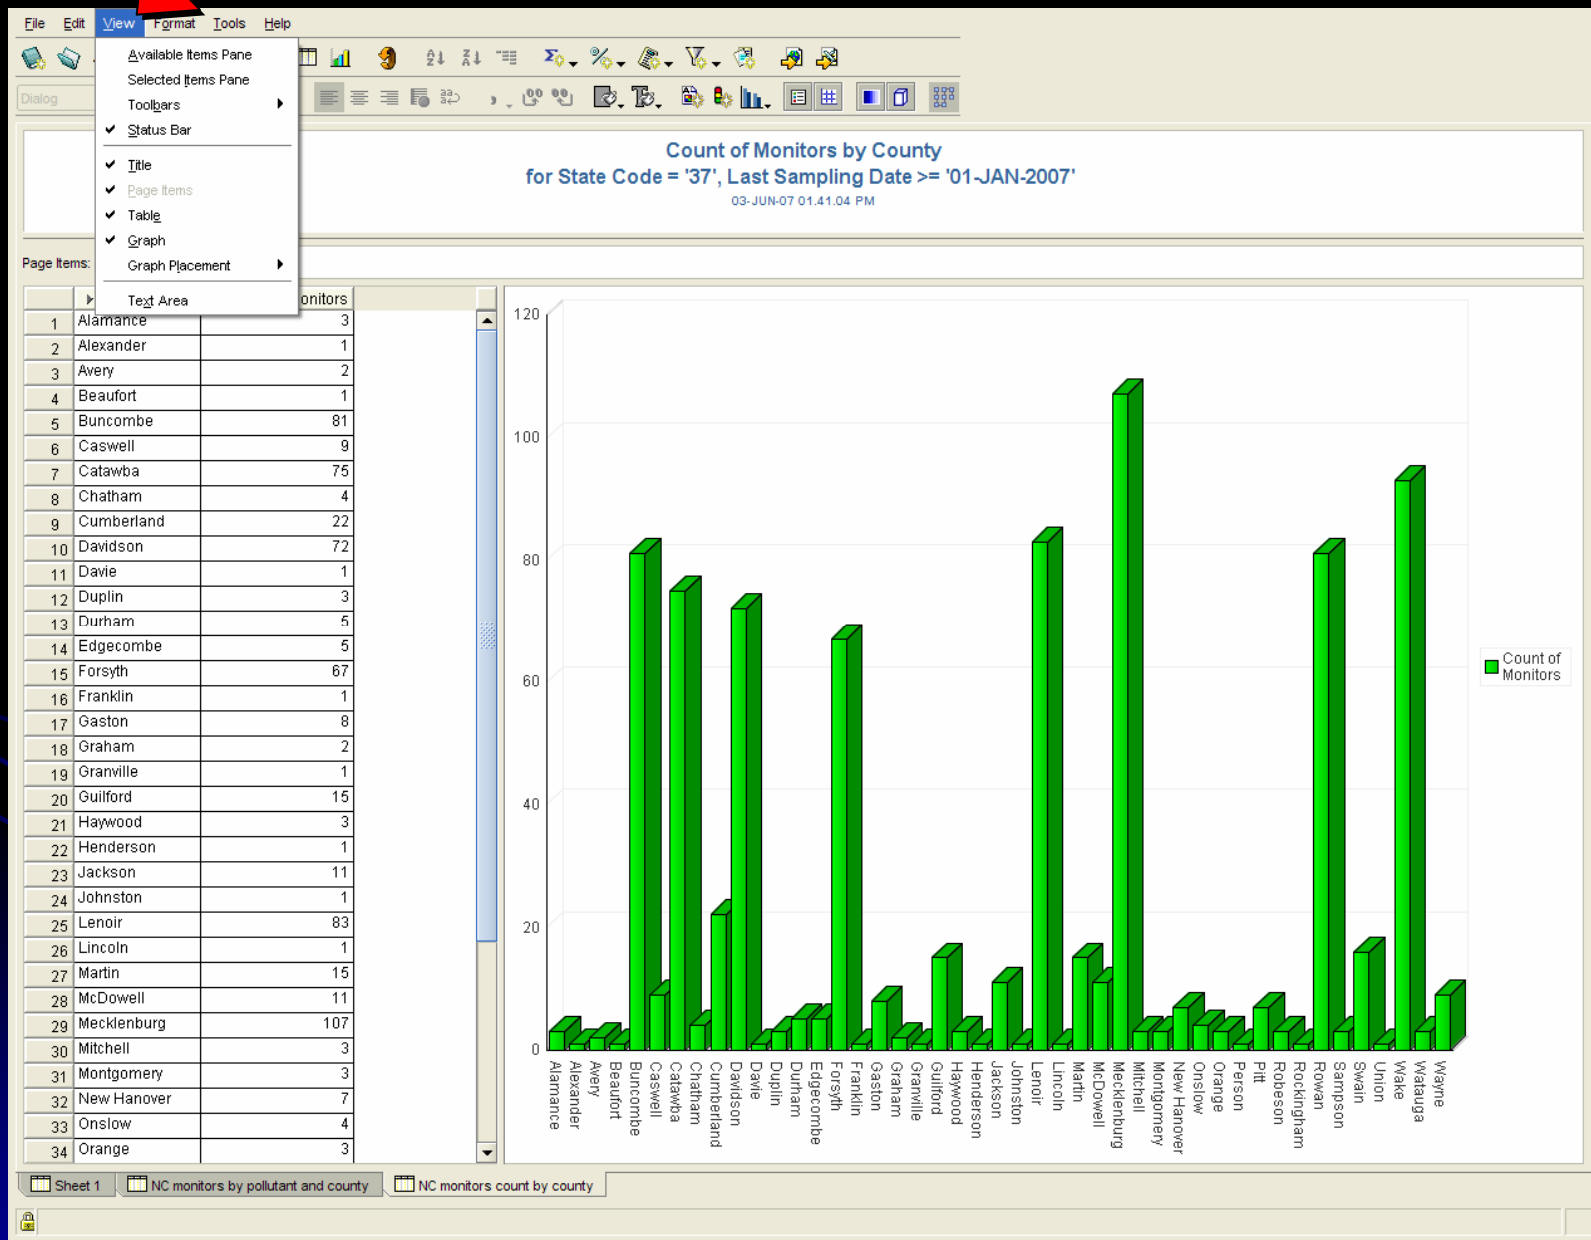 File Edit View Format Tools Help
Available Items Pane
Selected Items Pane
Toolbars
Status Bar
Title
Page Items
Table
Graph
Graph Placement
Text Area
Dialog
Count of Monitors by County
for State Code = '37', Last Sampling Date >= '01-JAN-2007'
03-JUN-07 01.41.04 PM
Page Items:
onitors
1 Alamance 3
2 Alexander 1
3 Avery 2
4 Beaufort 1
5 Buncombe 81
6 Caswell 9
7 Catawba 75
8 Chatham 4
9 Cumberland 22
10 Davidson 72
11 Davie 1
12 Duplin 3
13 Durham 5
14 Edgecombe 5
15 Forsyth 67
16 Franklin 1
17 Gaston 8
18 Graham 2
19 Granville 1
20 Guilford 15
21 Haywood 3
22 Henderson 1
23 Jackson 11
24 Johnston 1
25 Lenoir 83
26 Lincoln 1
27 Martin 15
28 McDowell 11
29 Mecklenburg 107
30 Mitchell 3
31 Montgomery 3
32 New Hanover 7
33 Onslow 4
34 Orange 3
120
100
80
60
40
20
0
Alamance
Alexander
Avery
Beaufort
Buncombe
Caswell
Catawba
Chatham
Cumberland
Davidson
Davie
Duplin
Durham
Edgecombe
Forsyth
Franklin
Gaston
Graham
Granville
Guilford
Haywood
Henderson
Jackson
Johnston
Lenoir
Lincoln
Martin
McDowell
Mecklenburg
Mitchell
Montgomery
New Hanover
Onslow
Orange
Person
Pitt
Robeson
Rockingham
Rowan
Sampson
Swain
Union
Wake
Watauga
Wayne
Count of
Monitors
Sheet 1 NC monitors by pollutant and county NC monitors count by county